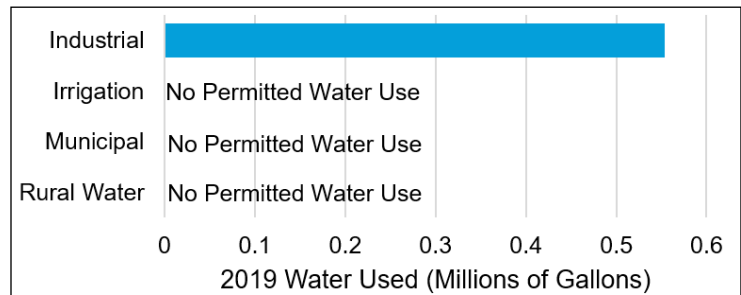 Industrial
Irrigation No Permitted Water Use
Municipal No Permitted Water Use
Rural Water No Permitted Water Use
0 0.1 0.2 0.3 0.4 0.5 0.6
2019 Water Used (Millions of Gallons)